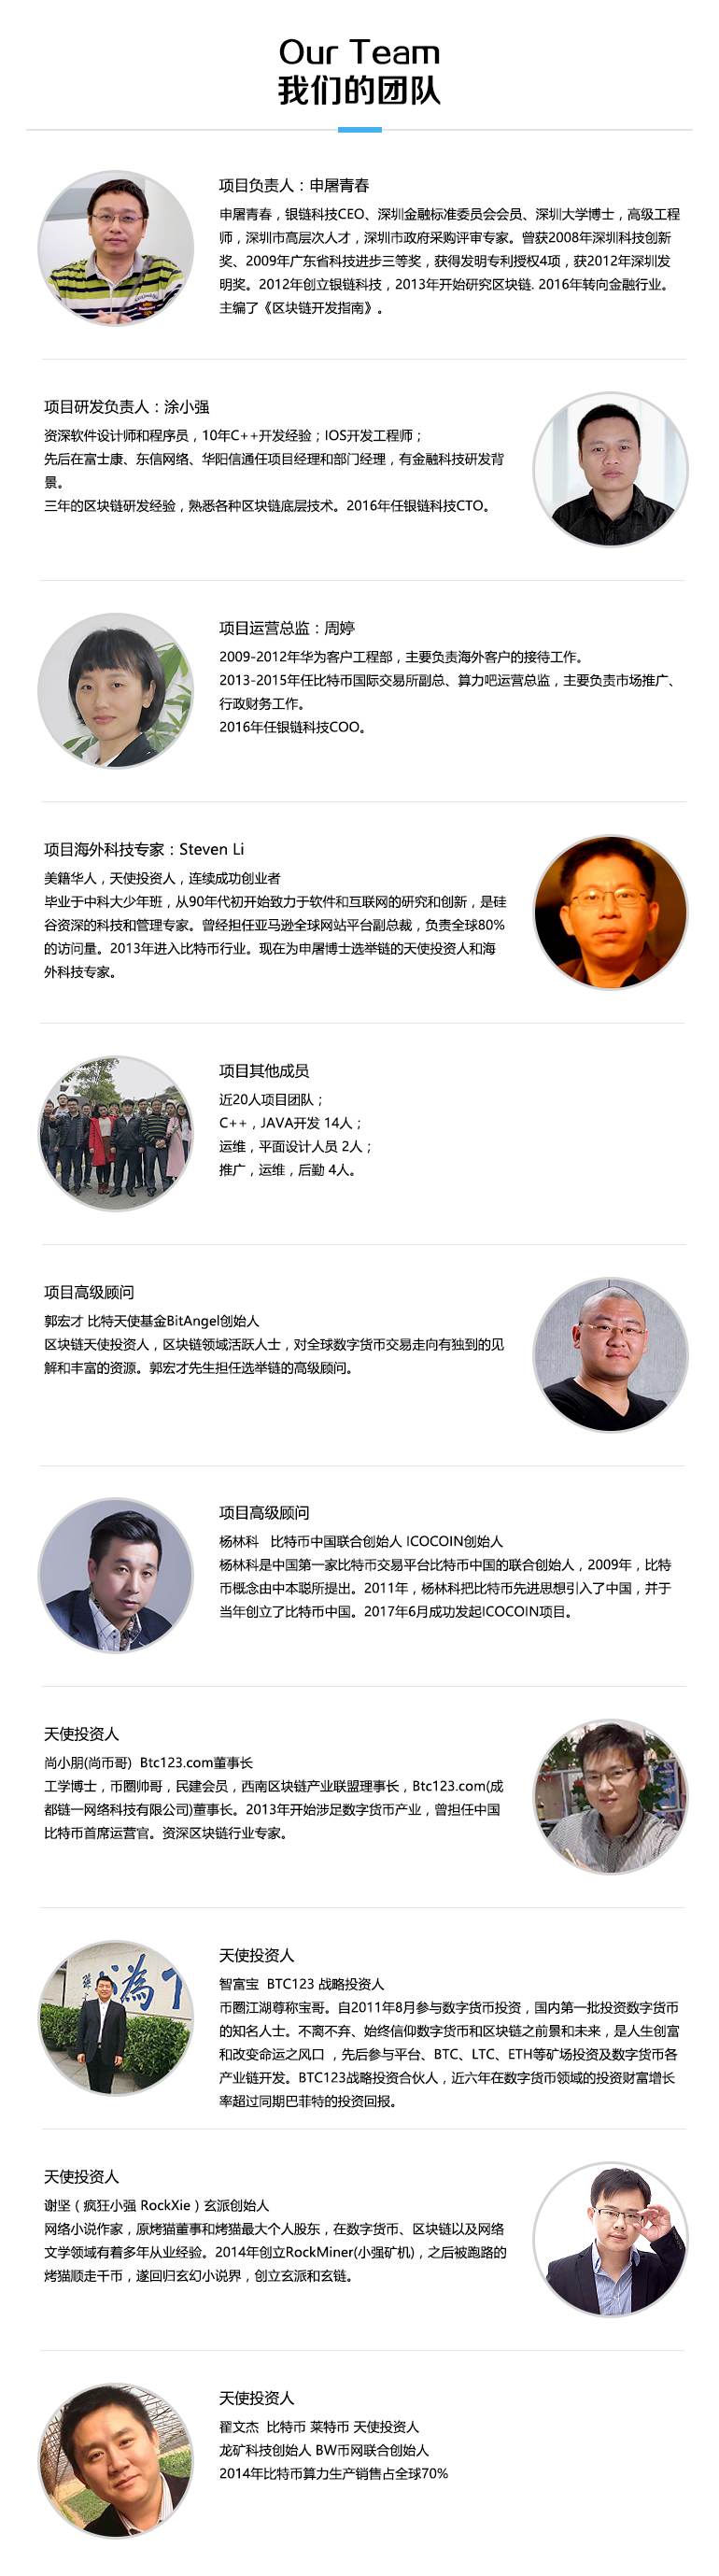 Our Team
我们的团队
项目负责人：申屠青春
申屠青春，银链科技CEO、深圳金融标准委员会会员、深圳大学博士，高级工程
师，深圳市高层次人才，深圳市政府采购评审专家。曾获2008年深圳科技创新
奖、2009年广东省科技进步三等奖，获得发明专利授权4项，获2012年深圳发
明奖。2012年创立银链科技，2013年开始研究区块链. 2016年转向金融行业。
主编了《区块链开发指南》。
项目研发负责人：涂小强
资深软件设计师和程序员，10年C++开发经验；IOS开发工程师；
先后在富士康、东信网络、华阳信通任项目经理和部门经理，有金融科技研发背
景。
三年的区块链研发经验，熟悉各种区块链底层技术。2016年任银链科技CTO。
项目运营总监：周婷
2009-2012年华为客户工程部，主要负责海外客户的接待工作。
2013-2015年任比特币国际交易所副总、算力吧运营总监，主要负责市场推广、
行政财务工作。
2016年任银链科技COO。
项目海外科技专家：Steven Li
美籍华人，天使投资人，连续成功创业者
毕业于中科大少年班，从90年代初开始致力于软件和互联网的研究和创新，是硅
谷资深的科技和管理专家。曾经担任亚马逊全球网站平台副总裁，负责全球80%
的访问量。2013年进入比特币行业。现在为申屠博士选举链的天使投资人和海
外科技专家。
项目其他成员
近20人项目团队；
C++，JAVA开发 14人；
运维，平面设计人员 2人；
推广，运维，后勤 4人。
项目高级顾问
郭宏才 比特天使基金BitAngel创始人
区块链天使投资人，区块链领域活跃人士，对全球数字货币交易走向有独到的见
解和丰富的资源。郭宏才先生担任选举链的高级顾问。
项目高级顾问
杨林科 比特币中国联合创始人 ICOCOIN创始人
杨林科是中国第一家比特币交易平台比特币中国的联合创始人，2009年，比特
币概念由中本聪所提出。2011年，杨林科把比特币先进思想引入了中国，并于
当年创立了比特币中国。2017年6月成功发起ICOCOIN项目。
天使投资人
尚小朋(尚币哥) Btc123.com董事长
工学博士，币圈帅哥，民建会员，西南区块链产业联盟理事长，Btc123.com(成
都链一网络科技有限公司)董事长。2013年开始涉足数字货币产业，曾担任中国
比特币首席运营官。资深区块链行业专家。
天使投资人
智富宝 BTC123 战略投资人
币圈江湖尊称宝哥。自2011年8月参与数字货币投资，国内第一批投资数字货币
的知名人士。不离不弃、始终信仰数字货币和区块链之前景和未来，是人生创富
和改变命运之风口 ，先后参与平台、BTC、LTC、ETH等矿场投资及数字货币各
产业链开发。BTC123战略投资合伙人，近六年在数字货币领域的投资财富增长
率超过同期巴菲特的投资回报。
天使投资人
谢坚（疯狂小强 RockXie）玄派创始人
网络小说作家，原烤猫董事和烤猫最大个人股东，在数字货币、区块链以及网络
文学领域有着多年从业经验。2014年创立RockMiner(小强矿机)，之后被跑路的
烤猫顺走千币，遂回归玄幻小说界，创立玄派和玄链。
天使投资人
翟文杰 比特币 莱特币 天使投资人
龙矿科技创始人 BW币网联合创始人
2014年比特币算力生产销售占全球70%